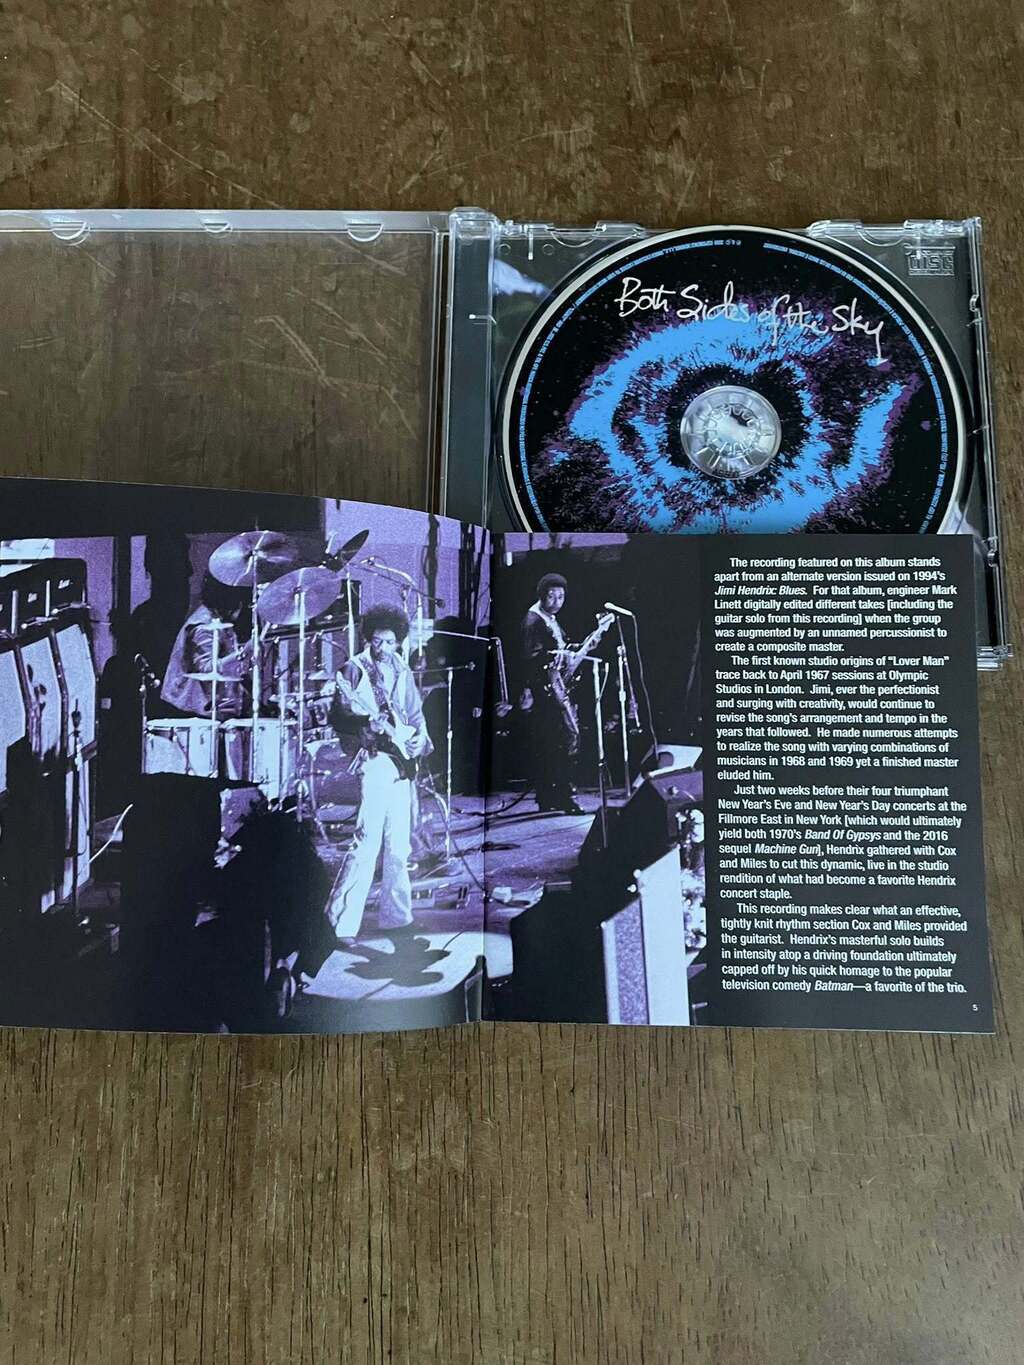 Both Sides of the Sky
DISC
The recording featured on this album stands
apart from an alternate version issued on 1994's
Jimi Hendrix: Blues. For that album, engineer Mark
Linett digitally edited different takes [including the
guitar solo from this recording] when the group
was augmented by an unnamed percussionist to
create a composite master.
The first known studio origins of "Lover Man"
trace back to April 1967 sessions at Olympic
Studios in London. Jimi, ever the perfectionist
and surging with creativity, would continue to
revise the song's arrangement and tempo in the
years that followed. He made numerous attempts
to realize the song with varying combinations of
musicians in 1968 and 1969 yet a finished master
eluded him.
Just two weeks before their four triumphant
New Year's Eve and New Year's Day concerts at the
Fillmore East in New York [which would ultimately
yield both 1970's Band Of Gypsys and the 2016
sequel Machine Gun], Hendrix gathered with Cox
and Miles to cut this dynamic, live in the studio
rendition of what had become a favorite Hendrix
concert staple.
This recording makes clear what an effective,
tightly knit rhythm section Cox and Miles provided
the guitarist. Hendrix's masterful solo builds
in intensity atop a driving foundation ultimately
capped off by his quick homage to the popular
television comedy Batman—a favorite of the trio.
5